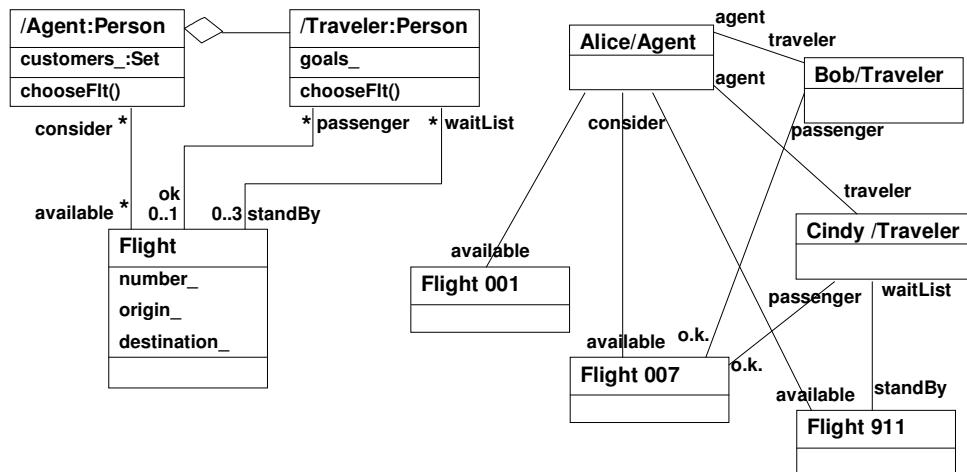 /Agent:Person
customers_:Set
chooseFlt()
/Traveler:Person
goals_
chooseFlt()
consider *
* passenger
* waitList
ok
available *
0..1
0..3 standBy
Flight
number_
origin_
destination_
Alice/Agent
agent
traveler
Bob/Traveler
agent
consider
passenger
traveler
Cindy /Traveler
available
Flight 001
passenger
waitList
available
o.k.
o.k.
Flight 007
available
standBy
Flight 911